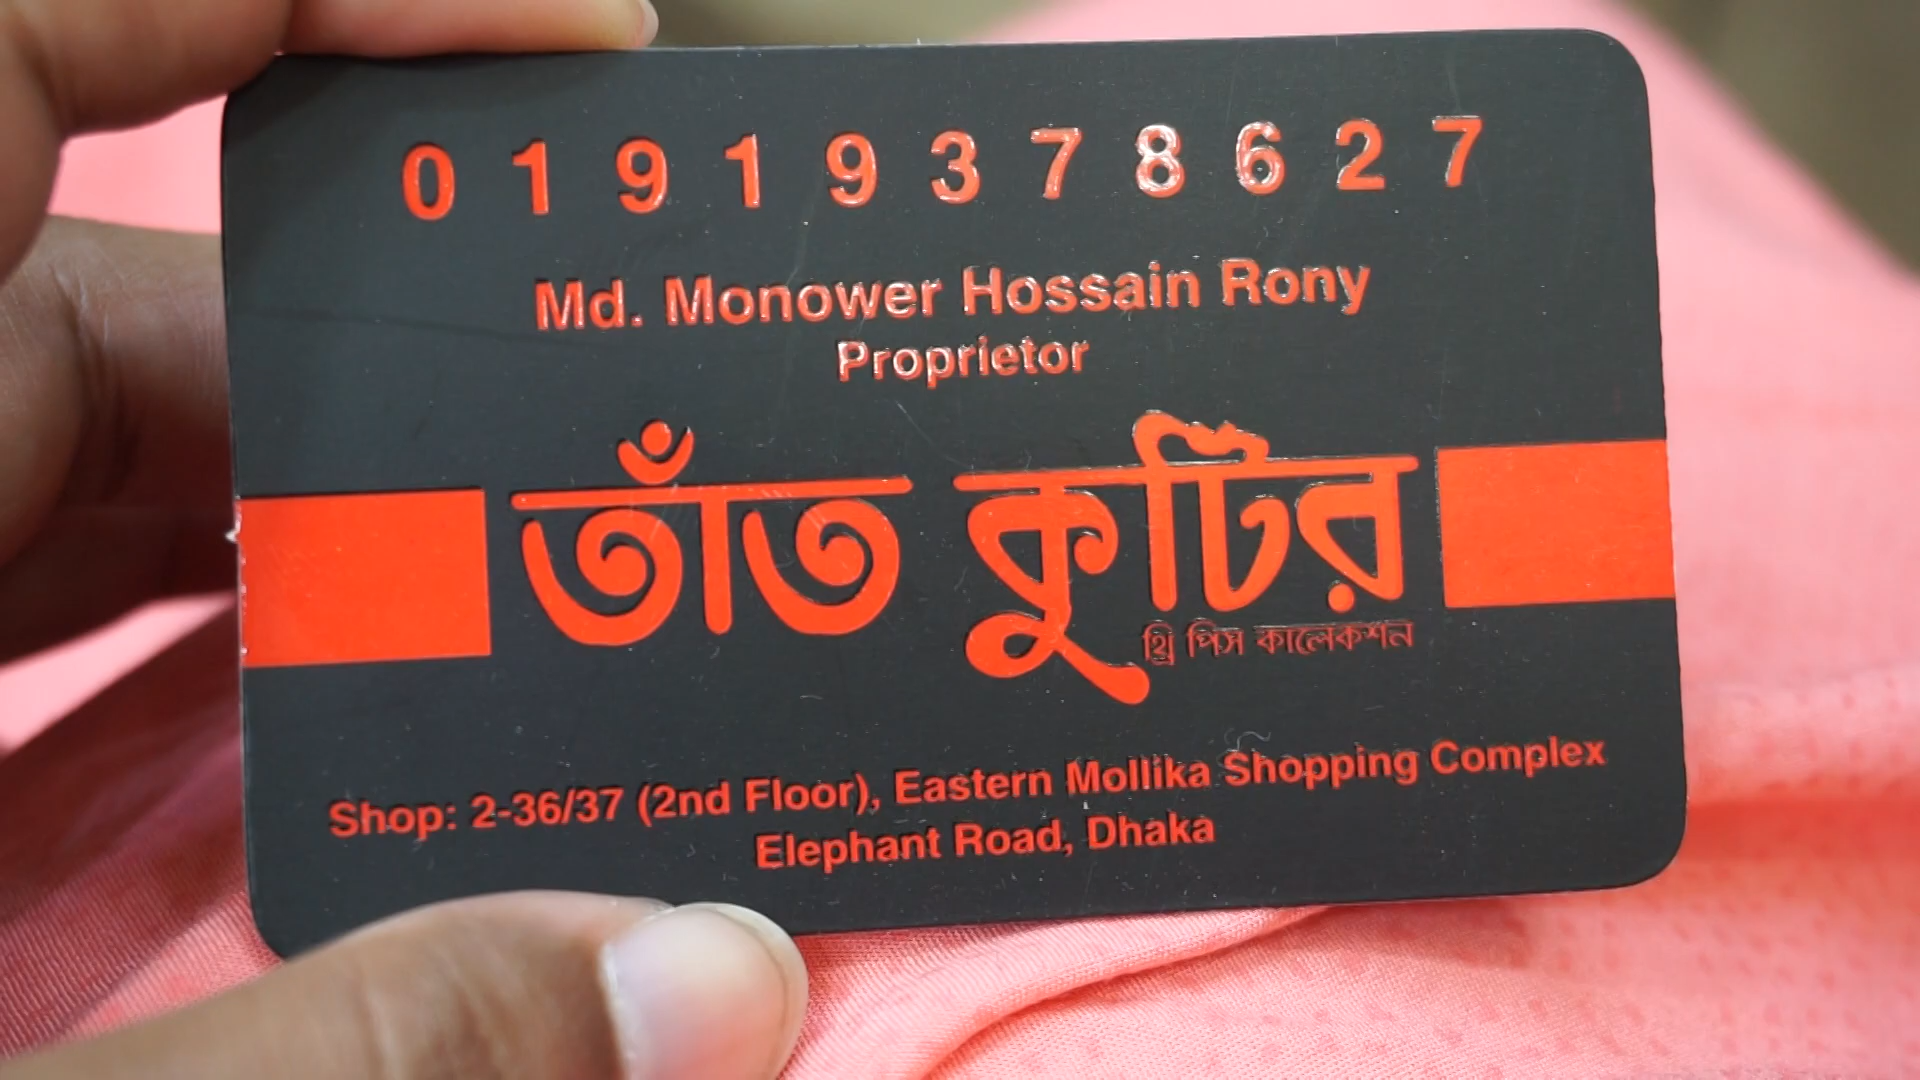 01919378627
Md. Monower Hossain Rony
Proprietor
তাঁত কুটির
থ্রি পিস কালেকশন
Shop: 2-36/37 (2nd Floor), Eastern Mollika Shopping Complex
Elephant Road, Dhaka